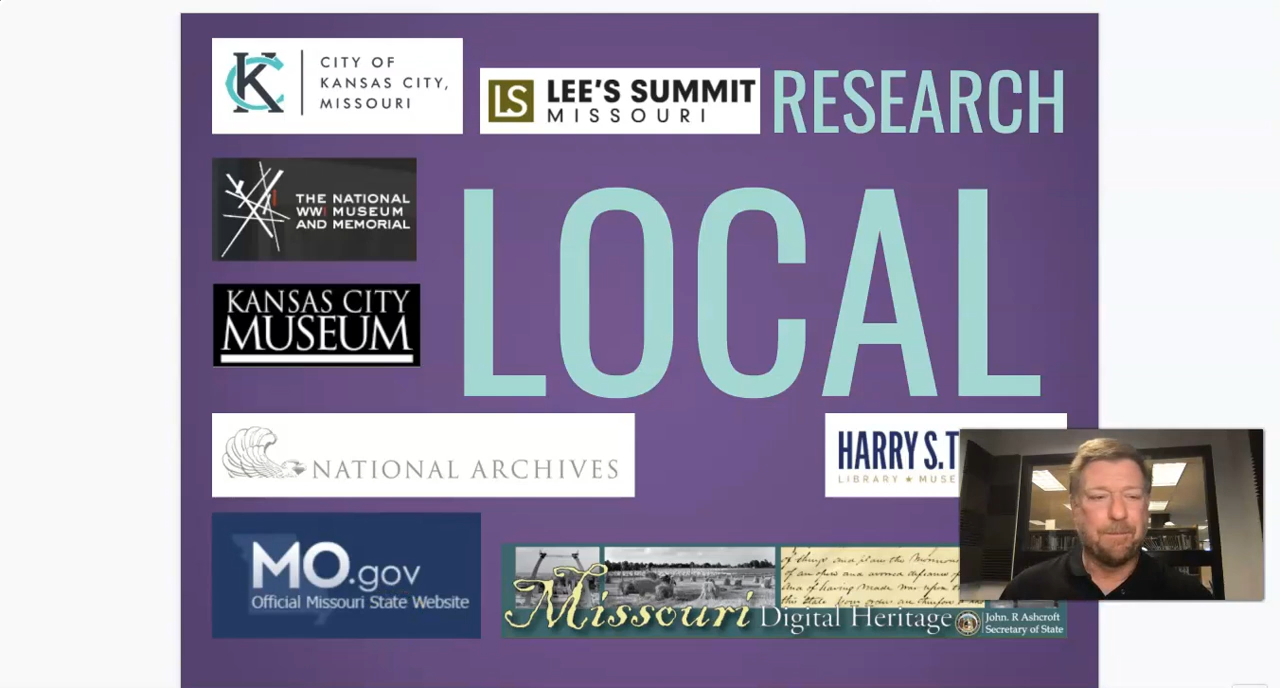 CITY OF
KANSAS CITY,
MISSOURI
LS LEE'S SUMMIT
MISSOURI
RESEARCH
THE NATIONAL
WWI MUSEUM
AND MEMORIAL
LOCAL
KANSAS CITY
MUSEUM
NATIONAL ARCHIVES
HARRY S.
LIBRARY ★
MO.gov
Official Missouri State Website
Missouri Digital Heritage
John. R Ashcroft
Secretary of State